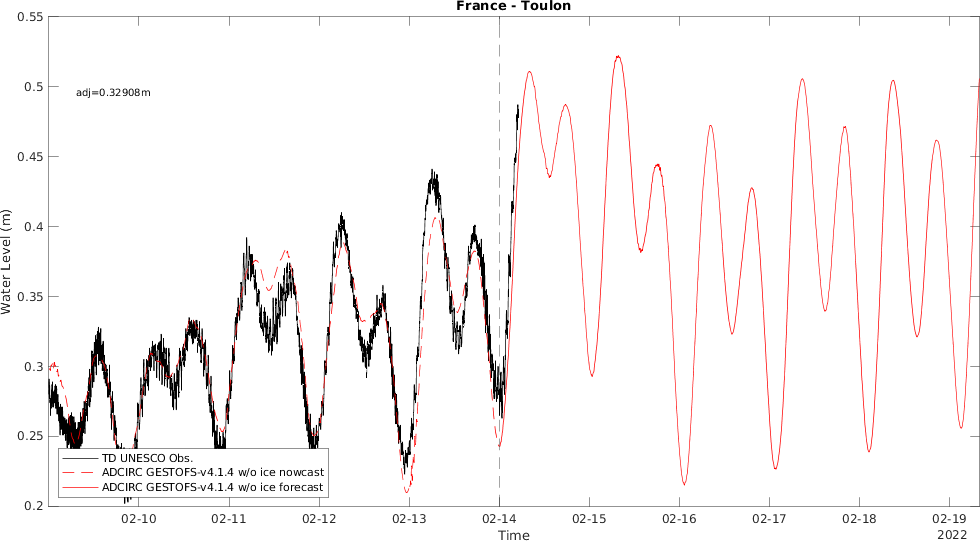 France - Toulon
0.55
0.5
0.45
0.4
0.35
0.3
0.25
0.2
Water Level (m)
adj=0.32908m
TD UNESCO Obs.
ADCIRC GESTOFS-v4.1.4 w/o ice nowcast
ADCIRC GESTOFS-v4.1.4 w/o ice forecast
02-10 02-11 02-12 02-13 02-14 02-15 02-16 02-17 02-18 02-19
Time
2022